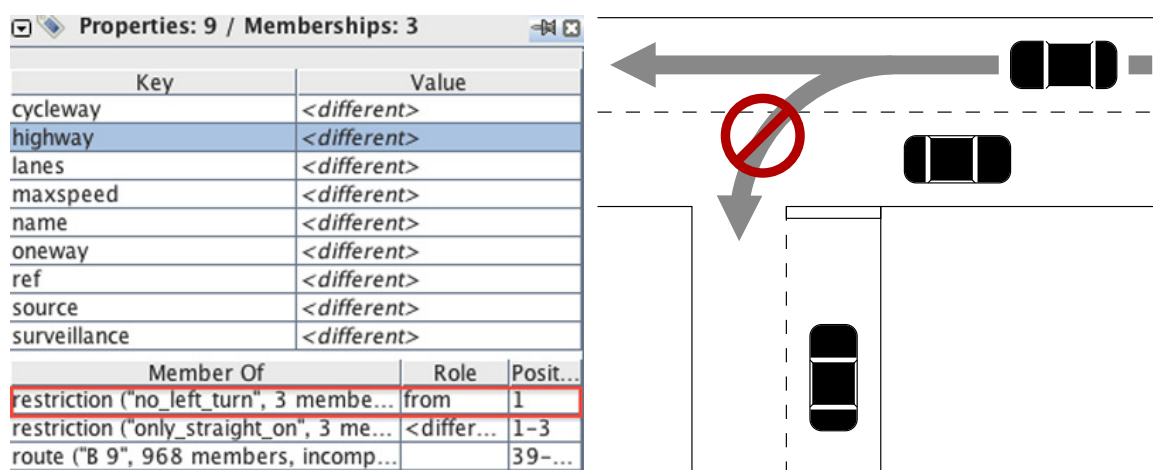 Properties: 9 / Memberships: 3
Key Value
cycleway <different>
highway <different>
lanes <different>
maxspeed <different>
name <different>
oneway <different>
ref <different>
source <different>
surveillance <different>
Member Of Role Posit...
restriction ("no_left_turn", 3 membe... from 1
restriction ("only_straight_on", 3 me... <differ... 1-3
route ("B 9", 968 members, incomp... 39-...